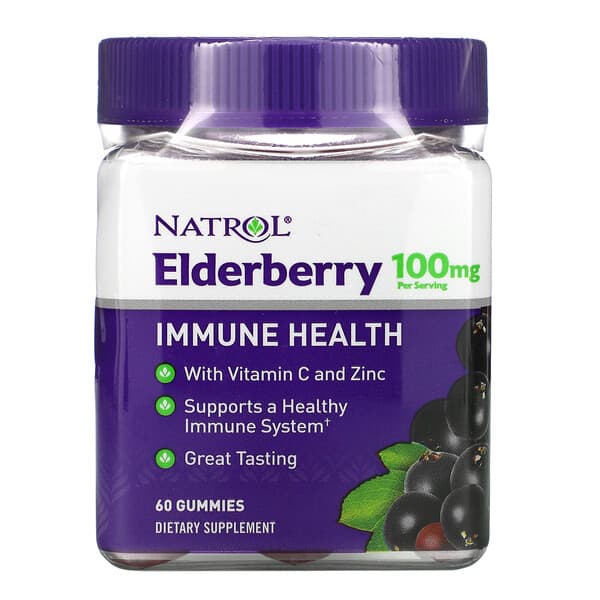 NATROL®
Elderberry 100mg
Per Serving
IMMUNE HEALTH
With Vitamin C and Zinc
Supports a Healthy
Immune System†
Great Tasting
60 GUMMIES
DIETARY SUPPLEMENT